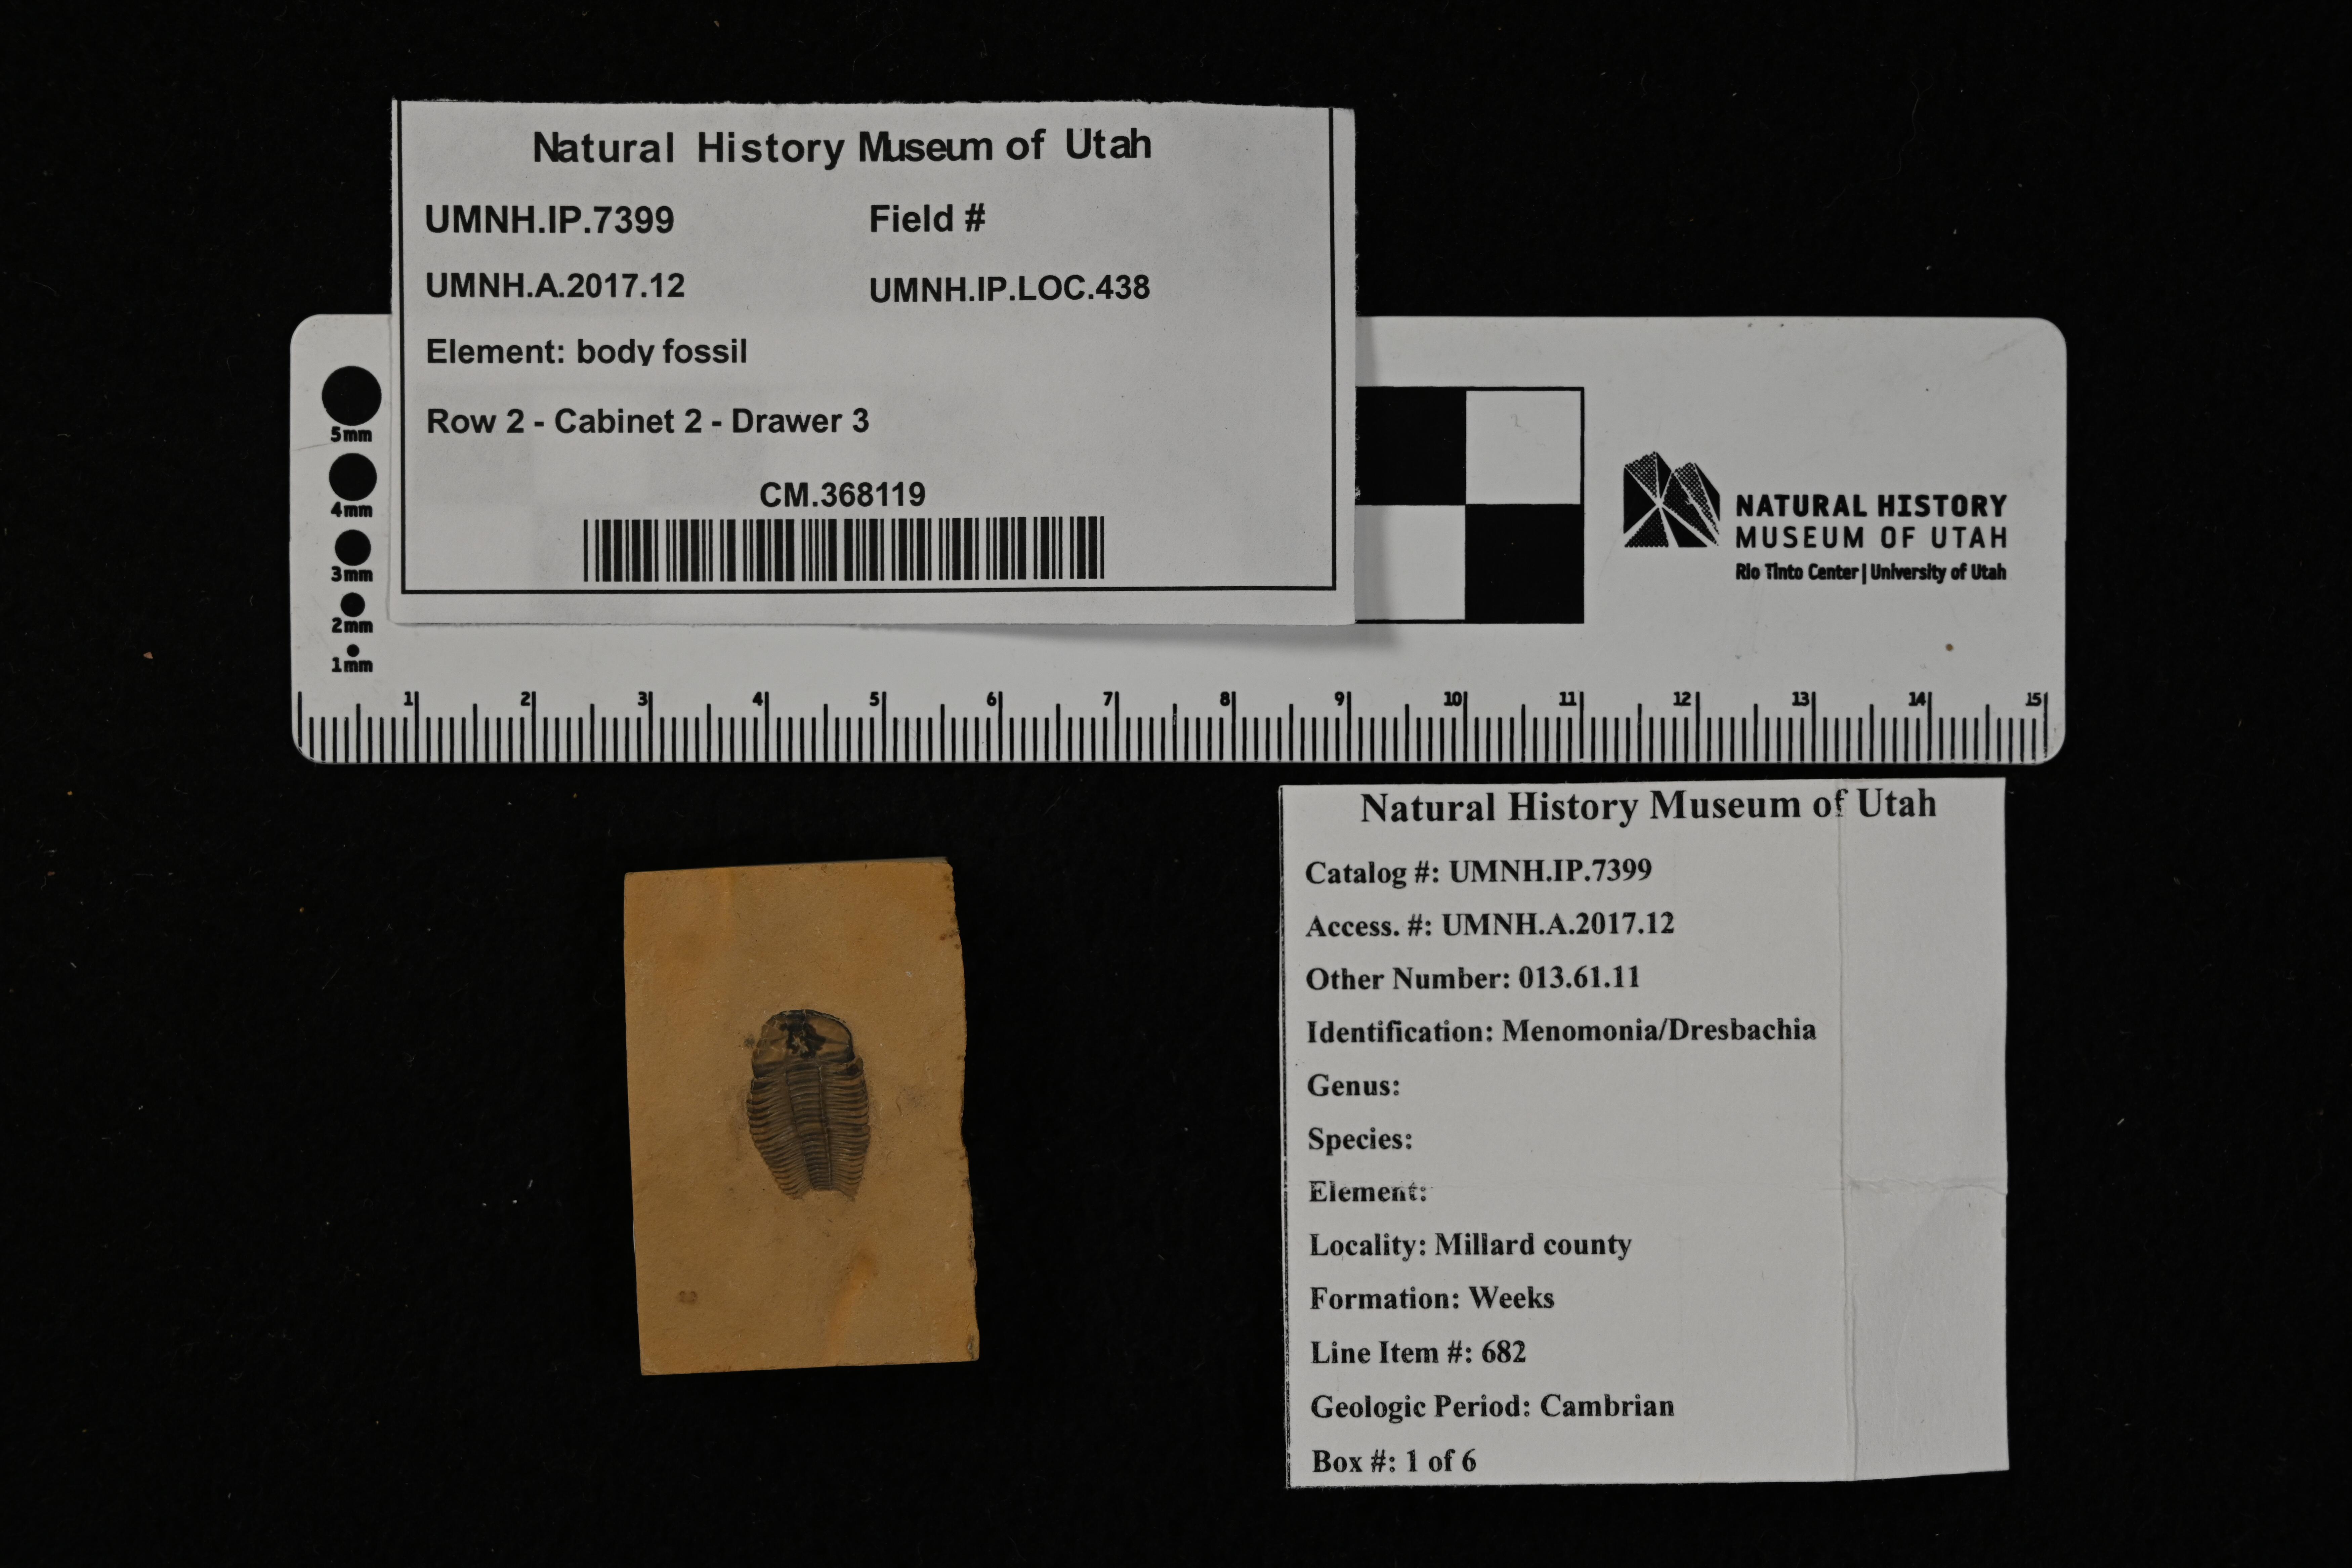 Natural History Museum of Utah
UMNH.IP.7399 Field #
UMNH.A.2017.12 UMNH.IP.LOC.438
Element: body fossil
Row 2 - Cabinet 2 - Drawer 3
CM.368119
5mm
4mm
3mm
2mm
1mm
NATURAL HISTORY
MUSEUM OF UTAH
Rio Tinto Center | University of Utah
1 2 3 4 5 6 7 8 9 10 11 12 13 14 15
Natural History Museum of Utah
Catalog #: UMNH.IP.7399
Access. #: UMNH.A.2017.12
Other Number: 013.61.11
Identification: Menomonia/Dresbachia
Genus:
Species:
Element:
Locality: Millard county
Formation: Weeks
Line Item #: 682
Geologic Period: Cambrian
Box #: 1 of 6